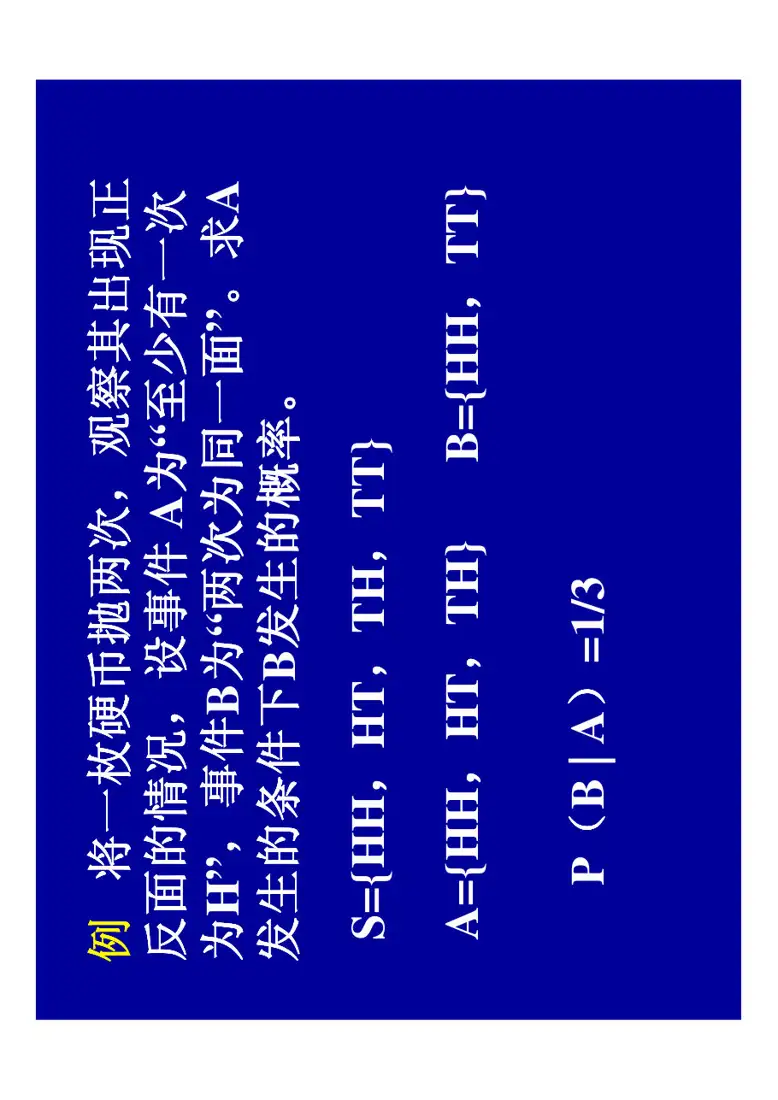 例 将一枚硬币抛两次，观察其出现正
反面的情况，设事件 A为“至少有一次
为H”，事件B为“两次为同一面”。求A
发生的条件下B发生的概率。
S={HH，HT，TH，TT}
A={HH，HT，TH} B={HH，TT}
P（B｜A）=1/3